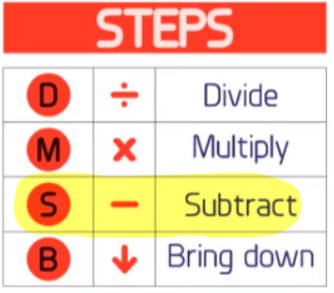 STEPS
D ÷ Divide
M × Multiply
S − Subtract
B ↓ Bring down